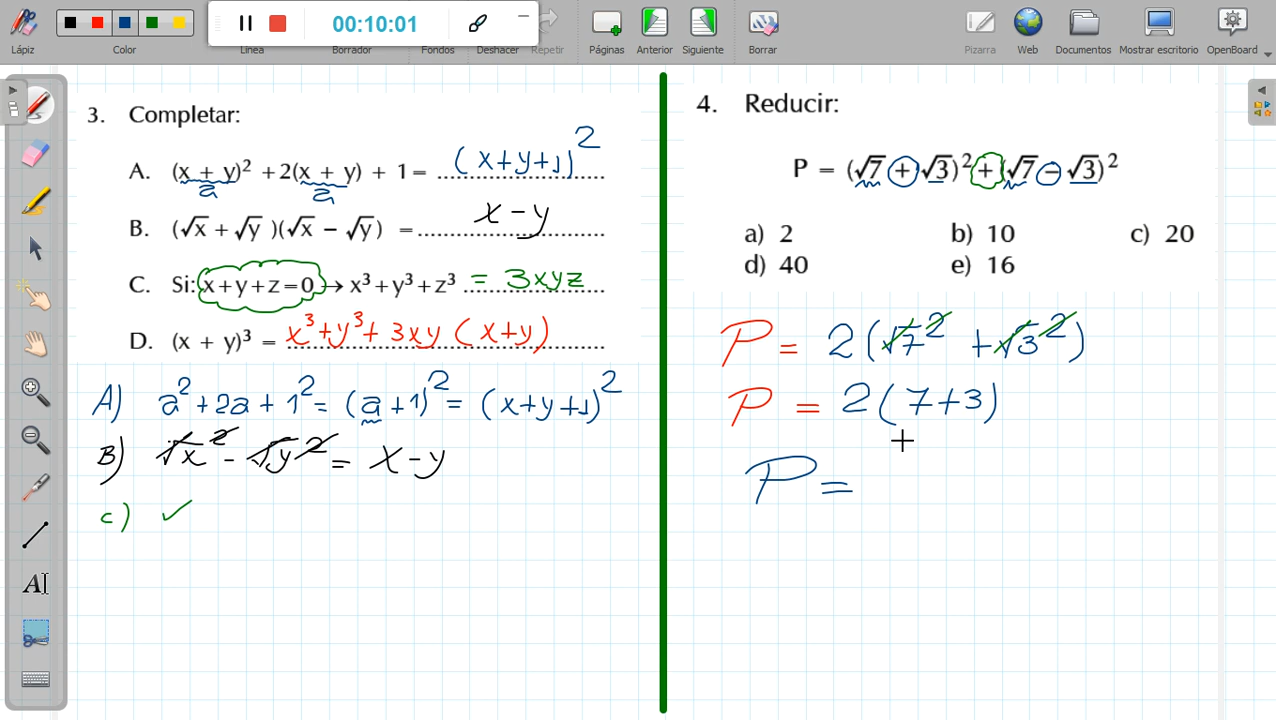 00:10:01
Lápiz Color Línea Borrador Fondos Deshacer Repetir Páginas Anterior Siguiente Borrar Pizarra Web Documentos Mostrar escritorio OpenBoard
3. Completar:
A. (x + y)² + 2(x + y) + 1 = (x+y+1)²
a a
B. (√x + √y )(√x − √y) = x - y
C. Si: x + y + z = 0 → x³ + y³ + z³ = 3xyz
D. (x + y)³ = x³+y³+ 3xy (x+y)
A) a² + 2a + 1² = (a + 1)² = (x+y+1)²
B) √x² - √y² = x - y
c) ✓
4. Reducir:
P = (√7 + √3)² + (√7 − √3)²
a) 2 b) 10 c) 20
d) 40 e) 16
P = 2(√7² + √3²)
P = 2(7+3)
P =
AI